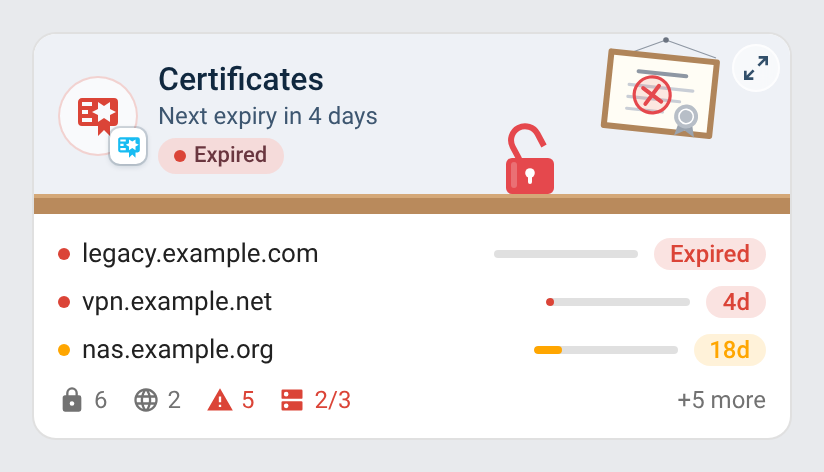 Certificates
Next expiry in 4 days
Expired
legacy.example.com Expired
vpn.example.net 4d
nas.example.org 18d
6 2 5 2/3 +5 more